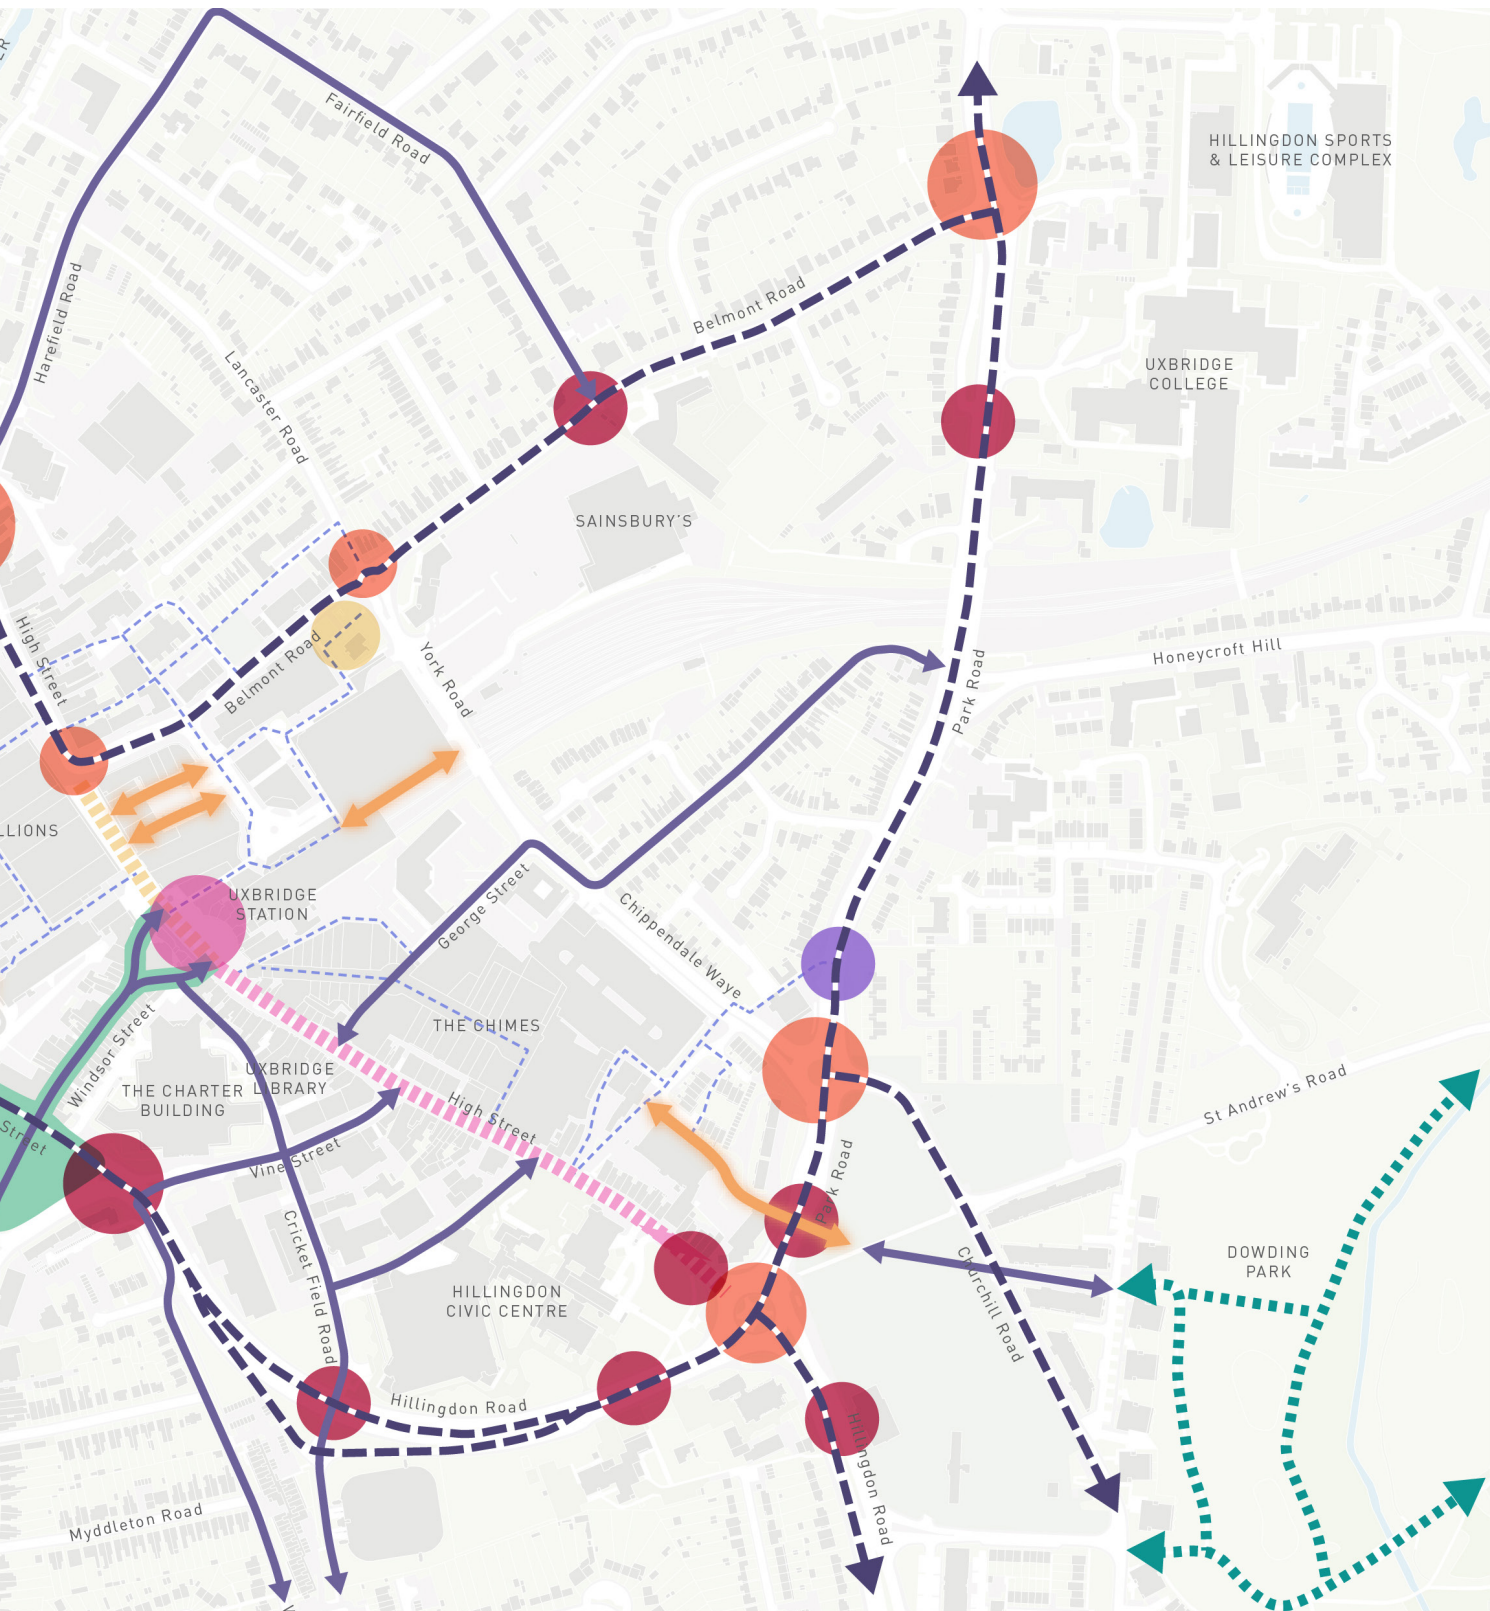 Fairfield Road
HILLINGDON SPORTS
& LEISURE COMPLEX
Harefield Road
Belmont Road
Lancaster Road
UXBRIDGE
COLLEGE
SAINSBURY'S
High Street
Belmont Road
York Road
Park Road
Honeycroft Hill
LLIONS
UXBRIDGE
STATION
George Street
Chippendale Waye
THE CHIMES
Windsor Street
UXBRIDGE
LIBRARY
THE CHARTER
BUILDING
High Street
St Andrew's Road
Street
Vine Street
Park Road
Cricket Field Road
HILLINGDON
CIVIC CENTRE
Churchill Road
DOWDING
PARK
Hillingdon Road
Hillingdon Road
Myddleton Road